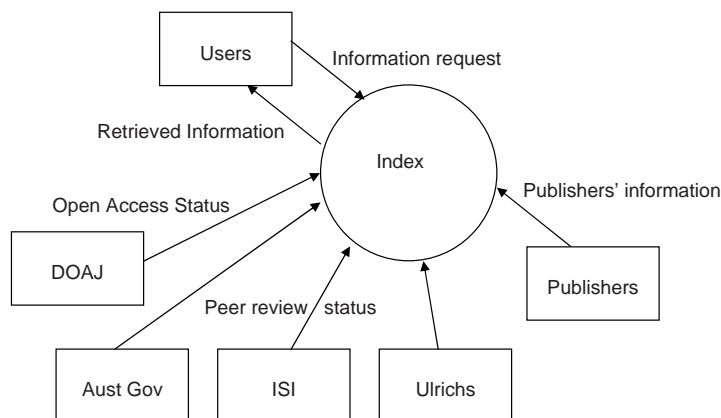 Users
Information request
Retrieved Information
Index
Publishers’ information
Open Access Status
DOAJ
Publishers
Peer review status
Aust Gov
ISI
Ulrichs